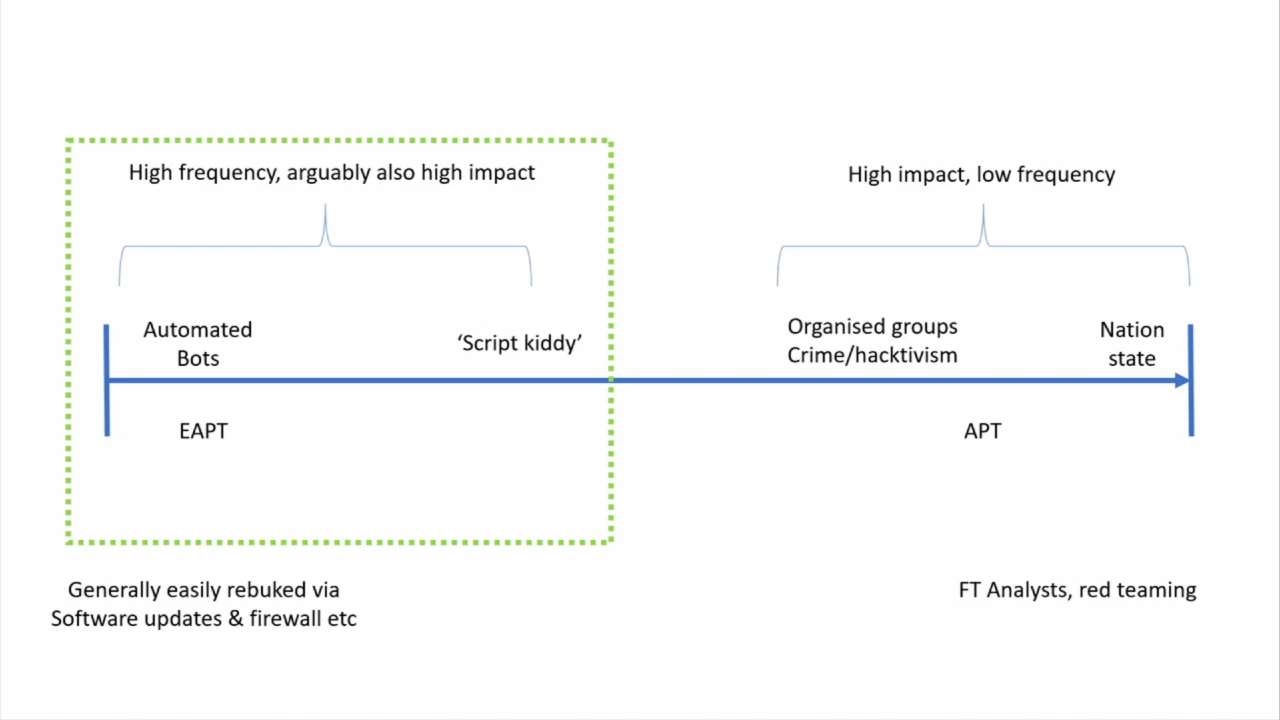 High frequency, arguably also high impact
High impact, low frequency
Automated
Bots
‘Script kiddy’
Organised groups
Crime/hacktivism
Nation
state
EAPT
APT
Generally easily rebuked via
Software updates & firewall etc
FT Analysts, red teaming